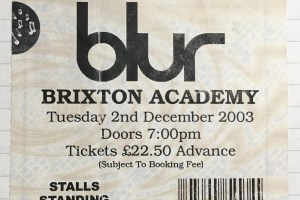 blur
BRIXTON ACADEMY
Tuesday 2nd December 2003
Doors 7:00pm
Tickets £22.50 Advance
(Subject To Booking Fee)
STALLS
STANDING